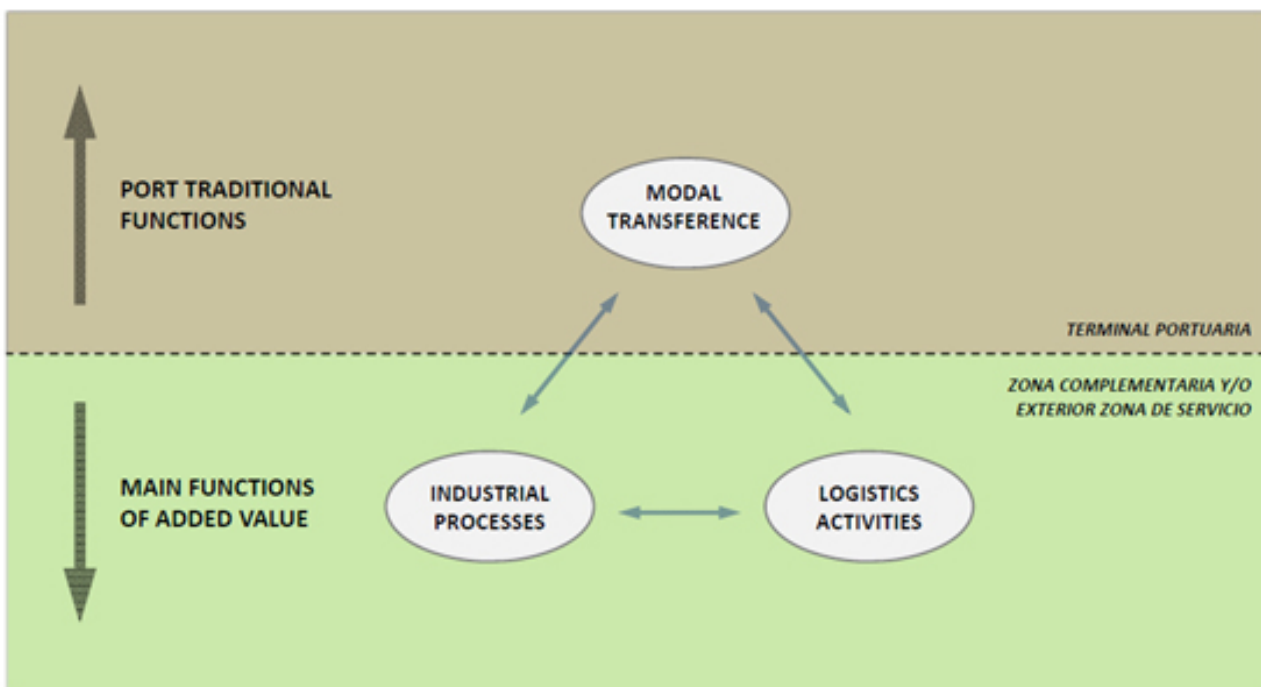 PORT TRADITIONAL
FUNCTIONS
MODAL
TRANSFERENCE
TERMINAL PORTUARIA
ZONA COMPLEMENTARIA Y/O
EXTERIOR ZONA DE SERVICIO
MAIN FUNCTIONS
OF ADDED VALUE
INDUSTRIAL
PROCESSES
LOGISTICS
ACTIVITIES